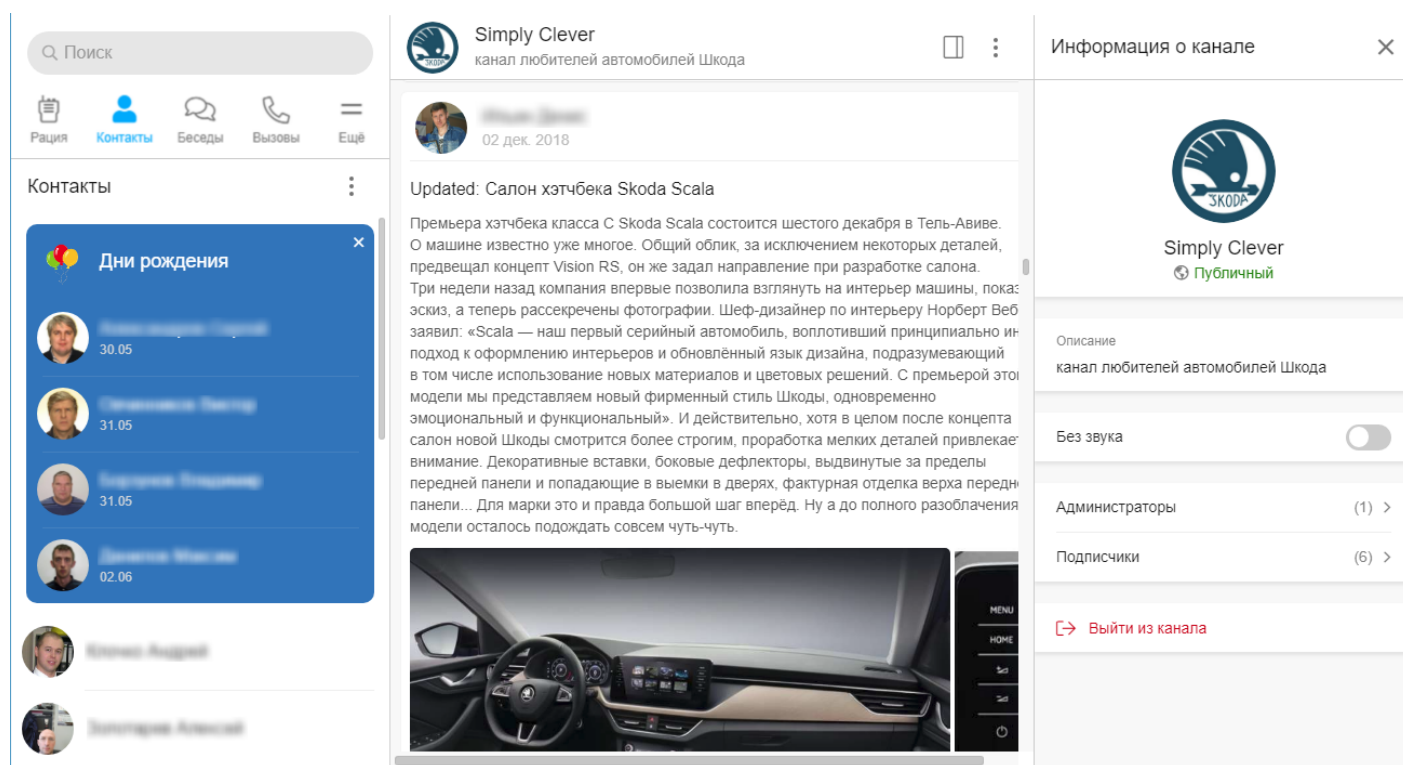 Поиск
Рация
Контакты
Беседы
Вызовы
Ещё
Контакты
Дни рождения
30.05
31.05
31.05
02.06
SKODA
Simply Clever
канал любителей автомобилей Шкода
02 дек. 2018
Updated: Салон хэтчбека Skoda Scala
Премьера хэтчбека класса C Skoda Scala состоится шестого декабря в Тель-Авиве.
О машине известно уже многое. Общий облик, за исключением некоторых деталей,
предвещал концепт Vision RS, он же задал направление при разработке салона.
Три недели назад компания впервые позволила взглянуть на интерьер машины, показ
эскиз, а теперь рассекречены фотографии. Шеф-дизайнер по интерьеру Норберт Веб
заявил: «Scala — наш первый серийный автомобиль, воплотивший принципиально ин
подход к оформлению интерьеров и обновлённый язык дизайна, подразумевающий
в том числе использование новых материалов и цветовых решений. С премьерой этой
модели мы представляем новый фирменный стиль Шкоды, одновременно
эмоциональный и функциональный». И действительно, хотя в целом после концепта
салон новой Шкоды смотрится более строгим, проработка мелких деталей привлекает
внимание. Декоративные вставки, боковые дефлекторы, выдвинутые за пределы
передней панели и попадающие в выемки в дверях, фактурная отделка верха передн
панели... Для марки это и правда большой шаг вперёд. Ну а до полного разоблачения
модели осталось подождать совсем чуть-чуть.
MENU
HOME
Информация о канале
SKODA
Simply Clever
Публичный
Описание
канал любителей автомобилей Шкода
Без звука
Администраторы (1)
Подписчики (6)
Выйти из канала